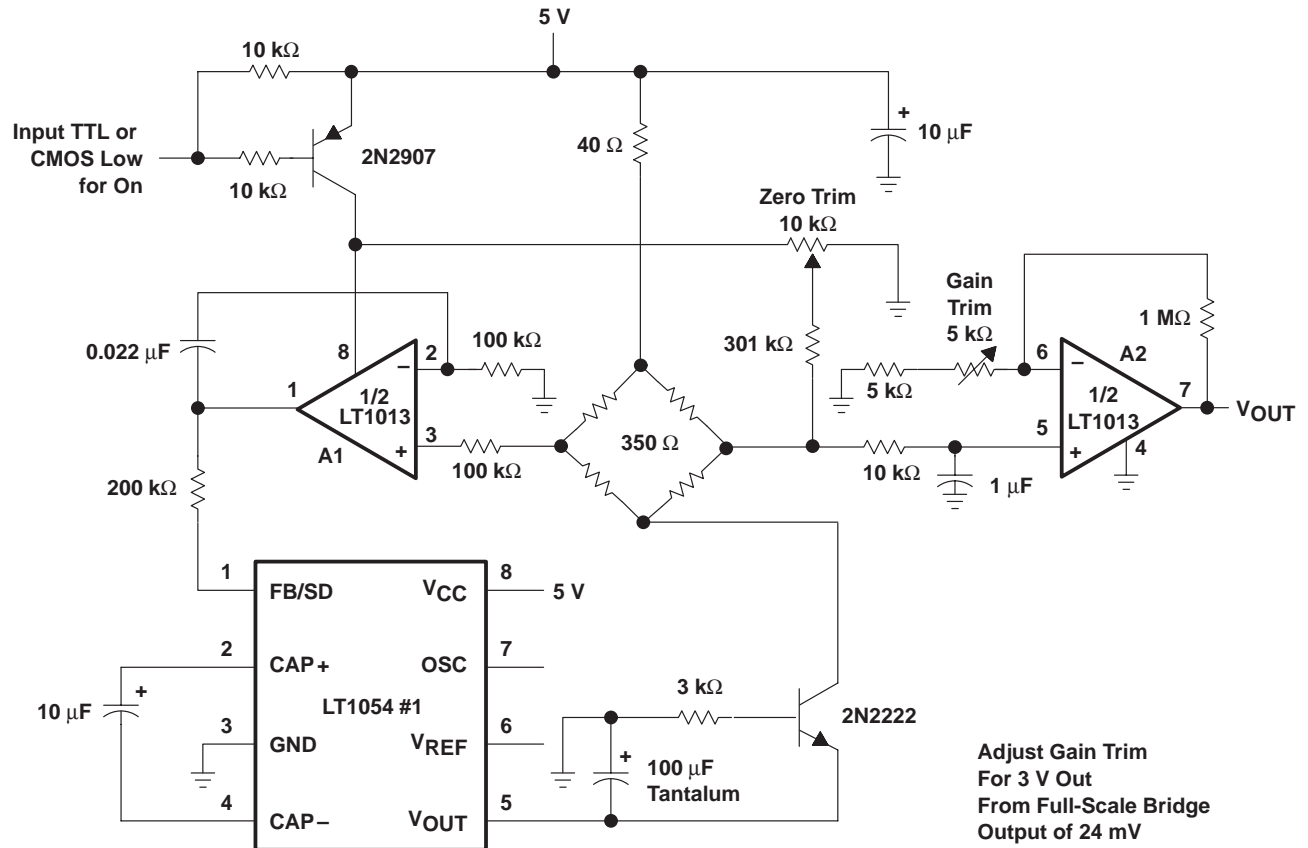 5 V
10 kΩ
Input TTL or
CMOS Low
for On
10 kΩ
2N2907
40 Ω
+
10 μF
Zero Trim
10 kΩ
Gain
Trim
5 kΩ
1 MΩ
0.022 μF
8
2
100 kΩ
301 kΩ
6
A2
1
1/2
LT1013
–
5 kΩ
–
1/2
LT1013
7
VOUT
3
+
A1
100 kΩ
350 Ω
10 kΩ
5
+
4
1 μF
200 kΩ
1
FB/SD
VCC
8
5 V
2
CAP+
OSC
7
+
10 μF
LT1054 #1
3 kΩ
2N2222
3
GND
VREF
6
+
100 μF
Tantalum
4
CAP–
VOUT
5
Adjust Gain Trim
For 3 V Out
From Full-Scale Bridge
Output of 24 mV